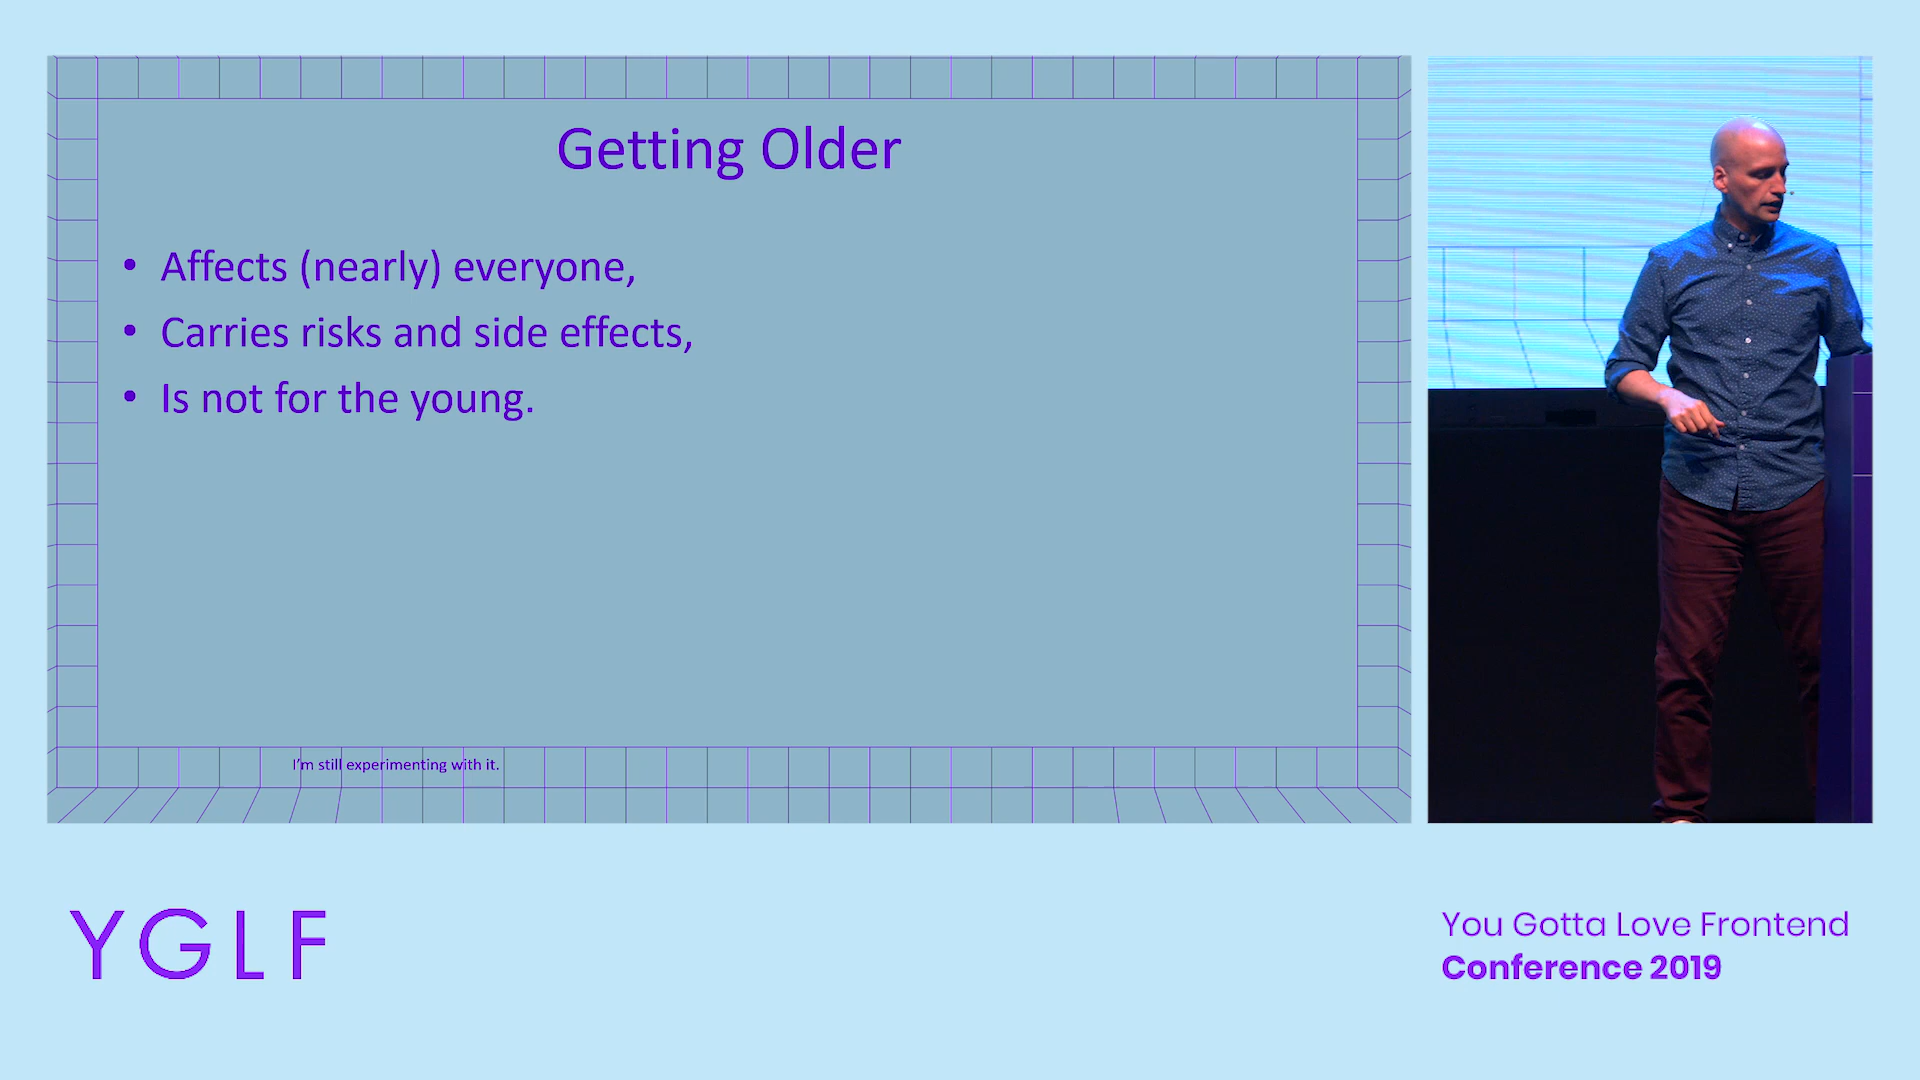 Getting Older
• Affects (nearly) everyone,
• Carries risks and side effects,
• Is not for the young.
I'm still experimenting with it.
YGLF
You Gotta Love Frontend
Conference 2019